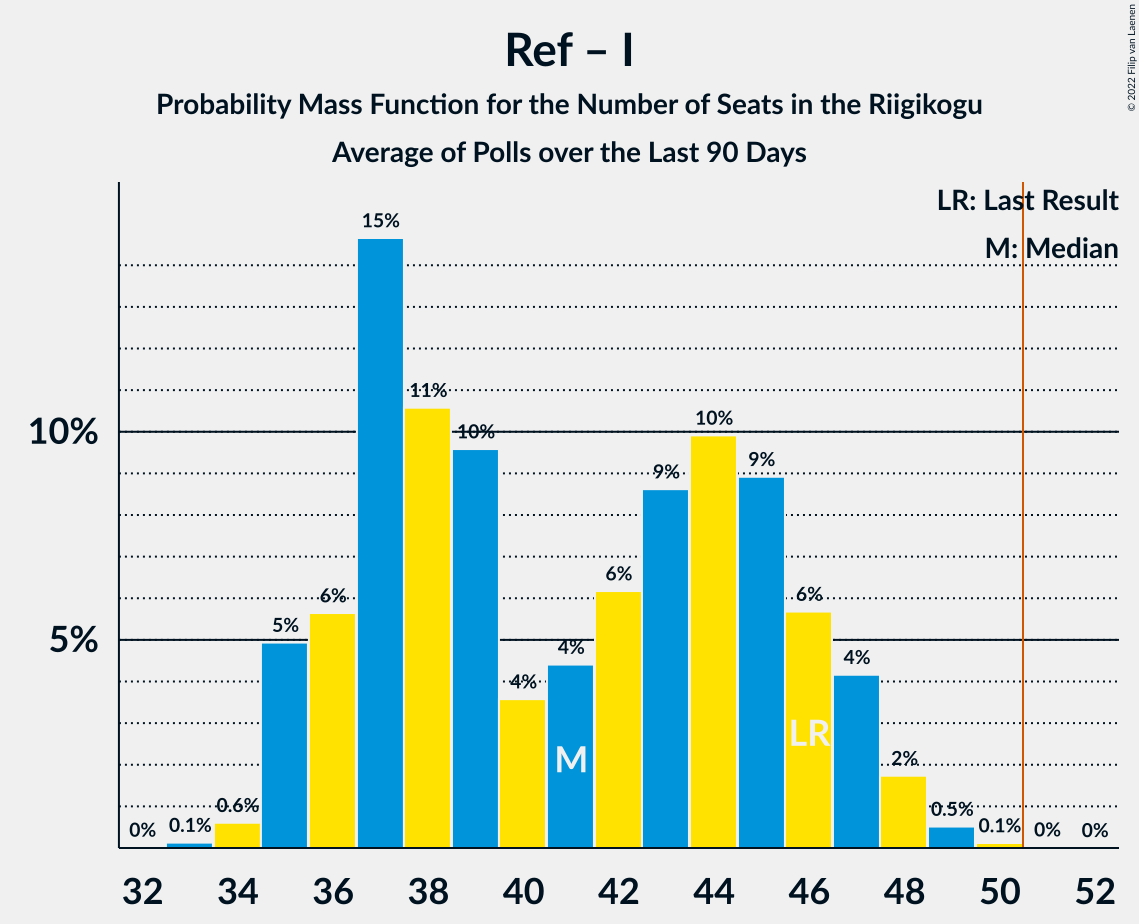 Ref – I
Probability Mass Function for the Number of Seats in the Riigikogu
Average of Polls over the Last 90 Days
© 2022 Filip van Laenen
LR: Last Result
M: Median
15%
11%
10%
10%
10%
9%
9%
6%
6%
6%
5%
5%
4%
4%
4%
M
LR
2%
0%
0.1%
0.6%
0.5%
0.1%
0%
0%
32 34 36 38 40 42 44 46 48 50 52